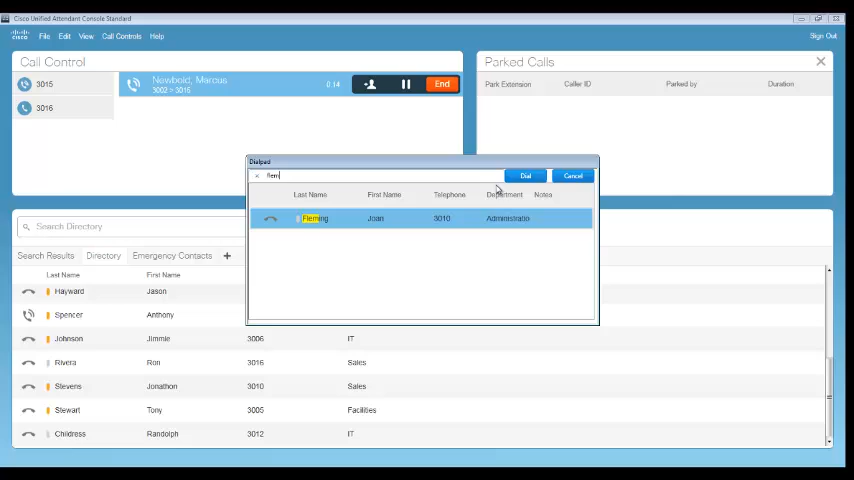 Cisco Unified Attendant Console Standard
cisco File Edit View Call Controls Help Sign Out
Call Control
3015
3016
Newbold, Marcus
3002 > 3015
0:14
End
Parked Calls
Park Extension Caller ID Parked by Duration
Dialpad
flem
Dial Cancel
Last Name First Name Telephone Department Notes
Fleming Joan 3010 Administratio
Search Directory
Search Results Directory Emergency Contacts
Last Name First Name
Hayward Jason
Spencer Anthony
Johnson Jimmie 3006 IT
Rivera Ron 3016 Sales
Stevens Jonathon 3010 Sales
Stewart Tony 3005 Facilities
Childress Randolph 3012 IT